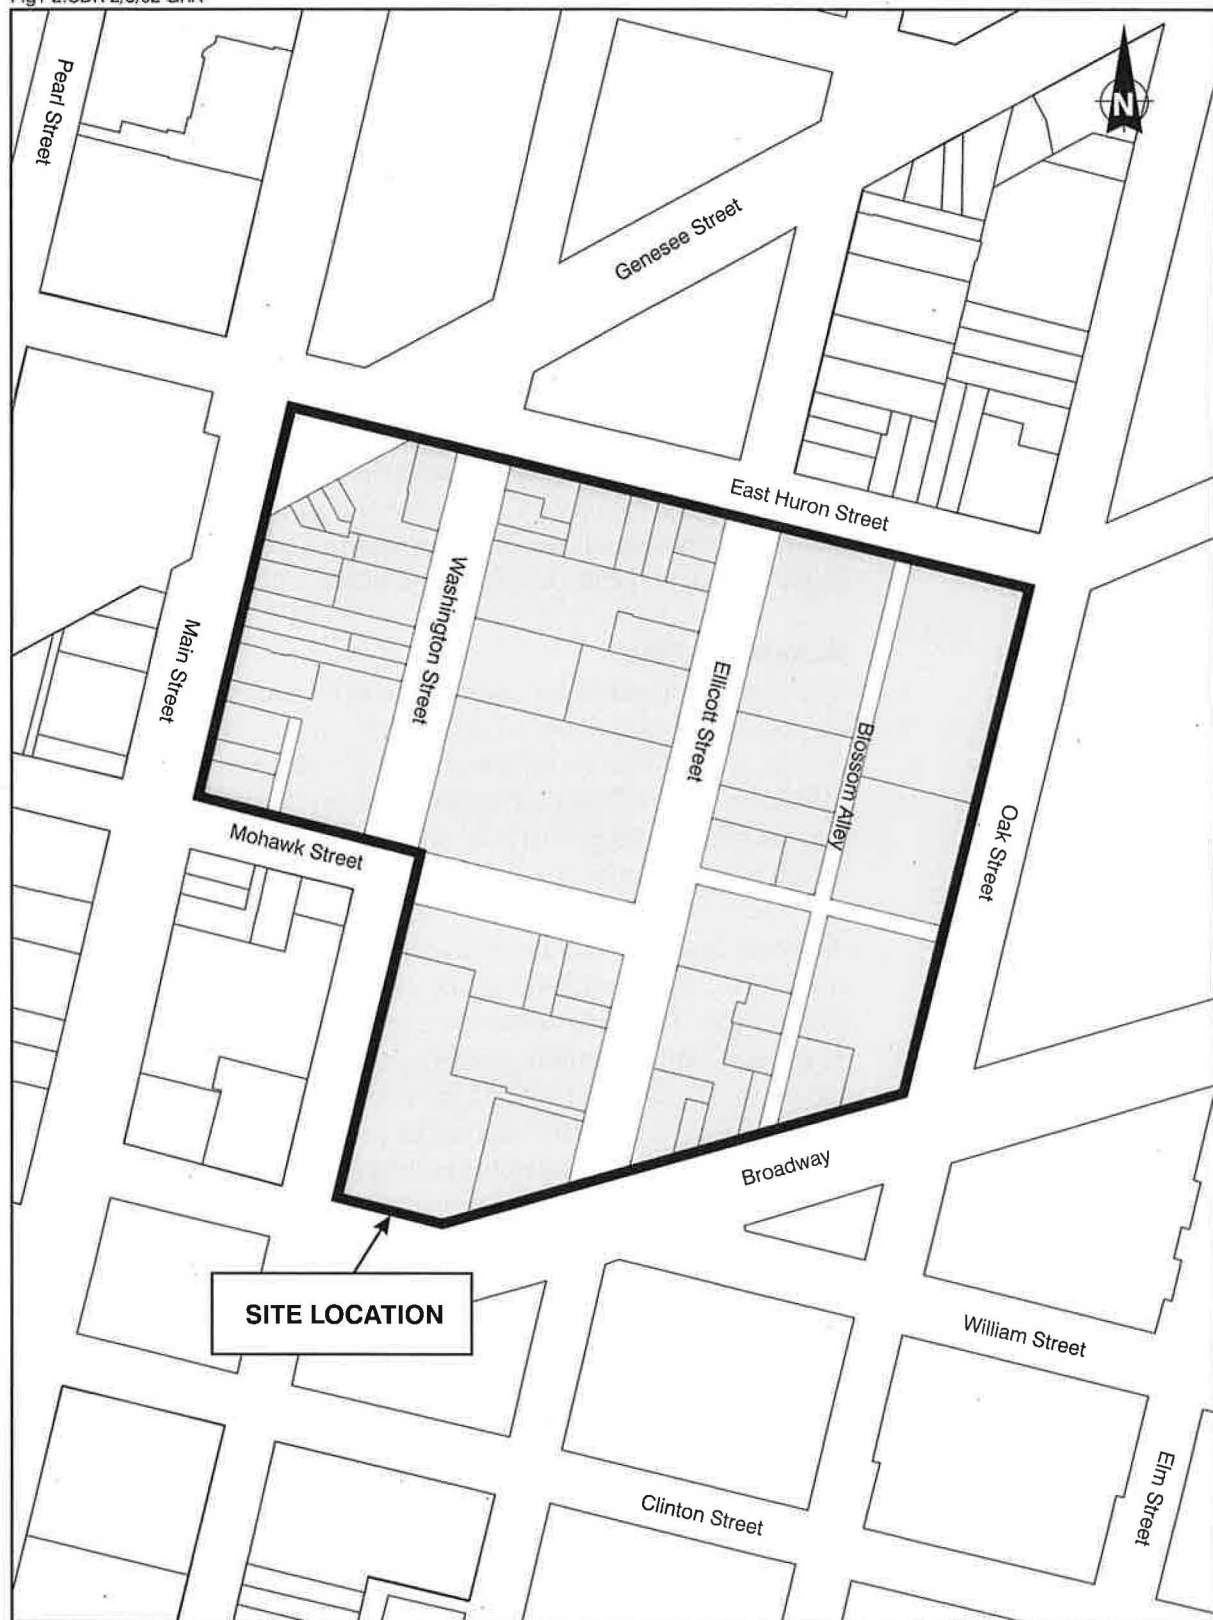 Pearl Street
N
Genesee Street
East Huron Street
Washington Street
Main Street
Ellicott Street
Blossom Alley
Oak Street
Mohawk Street
Broadway
SITE LOCATION
William Street
Clinton Street
Elm Street